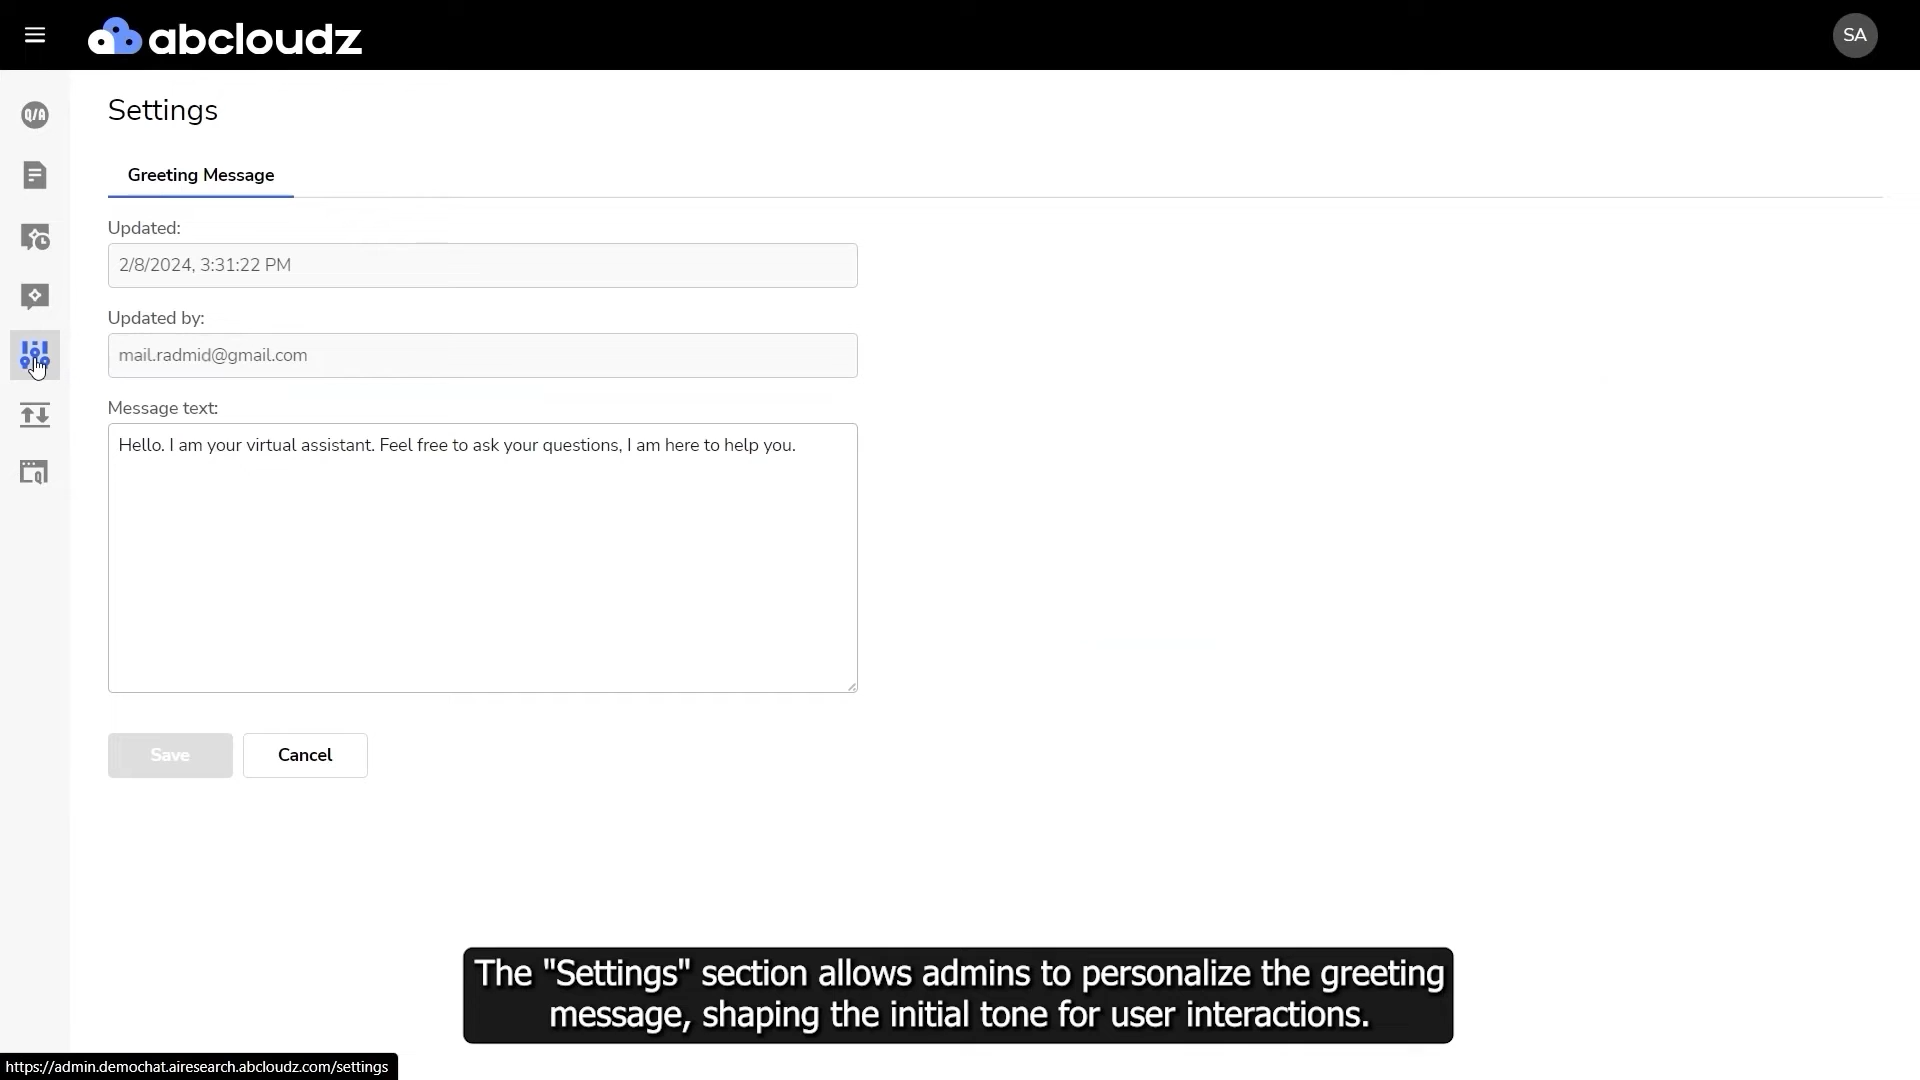 abcloudz
SA
Q/A
Settings
Greeting Message
Updated:
2/8/2024, 3:31:22 PM
Updated by:
mail.radmid@gmail.com
Message text:
Hello. I am your virtual assistant. Feel free to ask your questions, I am here to help you.
Save
Cancel
The "Settings" section allows admins to personalize the greeting
message, shaping the initial tone for user interactions.
https://admin.demochat.airesearch.abcloudz.com/settings